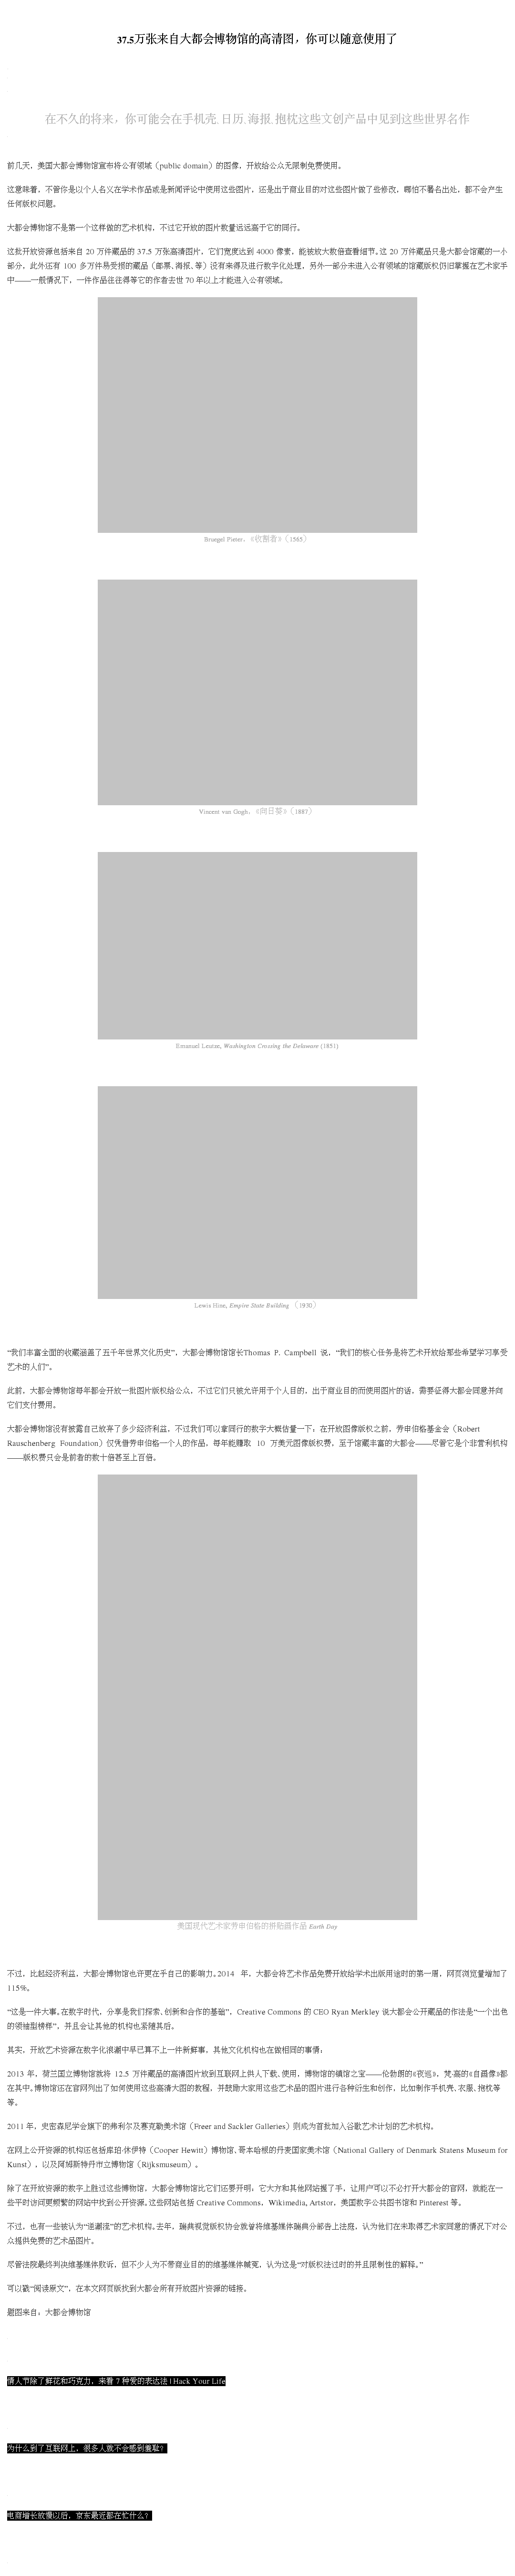 37.5万张来自大都会博物馆的高清图，你可以随意使用了
在不久的将来，你可能会在手机壳、日历、海报、抱枕这些文创产品中见到这些世界名作
前几天，美国大都会博物馆宣布将公有领域（public domain）的图像，开放给公众无限制免费使用。
这意味着，不管你是以个人名义在学术作品或是新闻评论中使用这些图片，还是出于商业目的对这些图片做了些修改，哪怕不署名出处，都不会产生
任何版权问题。
大都会博物馆不是第一个这样做的艺术机构，不过它开放的图片数量远远高于它的同行。
这批开放资源包括来自 20 万件藏品的 37.5 万张高清图片，它们宽度达到 4000 像素，能被放大数倍查看细节。这 20 万件藏品只是大都会馆藏的一小
部分，此外还有 100 多万件易受损的藏品（邮票、海报、等）没有来得及进行数字化处理，另外一部分未进入公有领域的馆藏版权仍旧掌握在艺术家手
中——一般情况下，一件作品往往得等它的作者去世 70 年以上才能进入公有领域。
Bruegel Pieter，《收割者》（1565）
Vincent van Gogh，《向日葵》（1887）
Emanuel Leutze, Washington Crossing the Delaware (1851)
Lewis Hine, Empire State Building （1930）
“我们丰富全面的收藏涵盖了五千年世界文化历史”，大都会博物馆馆长Thomas P. Campbell 说，“我们的核心任务是将艺术开放给那些希望学习享受
艺术的人们”。
此前，大都会博物馆每年都会开放一批图片版权给公众，不过它们只被允许用于个人目的，出于商业目的而使用图片的话，需要征得大都会同意并向
它们支付费用。
大都会博物馆没有披露自己放弃了多少经济利益，不过我们可以拿同行的数字大概估量一下：在开放图像版权之前，劳申伯格基金会（Robert
Rauschenberg Foundation）仅凭借劳申伯格一个人的作品，每年能赚取 10 万美元图像版权费，至于馆藏丰富的大都会——尽管它是个非营利机构
——版权费只会是前者的数十倍甚至上百倍。
美国现代艺术家劳申伯格的拼贴摄作品 Earth Day
不过，比起经济利益，大都会博物馆也许更在乎自己的影响力。2014 年，大都会将艺术作品免费开放给学术出版用途时的第一周，网页浏览量增加了
115%。
“这是一件大事。在数字时代，分享是我们探索、创新和合作的基础”，Creative Commons 的 CEO Ryan Merkley 说大都会公开藏品的作法是“一个出色
的领袖型榜样”，并且会让其他的机构也紧随其后。
其实，开放艺术资源在数字化浪潮中早已算不上一件新鲜事，其他文化机构也在做相同的事情：
2013 年，荷兰国立博物馆就将 12.5 万件藏品的高清图片放到互联网上供人下载、使用，博物馆的镇馆之宝——伦勃朗的《夜巡》、梵·高的《自画像》都
在其中。博物馆还在官网列出了如何使用这些高清大图的教程，并鼓励大家用这些艺术品的图片进行各种衍生和创作，比如制作手机壳、衣服、抱枕等
等。
2011 年，史密森尼学会旗下的弗利尔及赛克勒美术馆（Freer and Sackler Galleries）则成为首批加入谷歌艺术计划的艺术机构。
在网上公开资源的机构还包括库珀·休伊特（Cooper Hewitt）博物馆、哥本哈根的丹麦国家美术馆（National Gallery of Denmark Statens Museum for
Kunst），以及阿姆斯特丹市立博物馆（Rijksmuseum）。
除了在开放资源的数字上胜过这些博物馆，大都会博物馆比它们还要开明，它大方和其他网站握了手，让用户可以不必打开大都会的官网，就能在一
些平时访问更频繁的网站中找到公开资源。这些网站包括 Creative Commons，Wikimedia, Artstor，美国数字公共图书馆和 Pinterest 等。
不过，也有一些被认为“逆潮流”的艺术机构。去年，瑞典视觉版权协会就曾将维基媒体瑞典分部告上法庭，认为他们在未取得艺术家同意的情况下对公
众提供免费的艺术品图片。
尽管法院最终判决维基媒体败诉，但不少人为不带商业目的的维基媒体喊冤，认为这是“对版权法过时的并且限制性的解释。”
可以戳“阅读原文”，在本文网页版找到大都会所有开放图片资源的链接。
题图来自：大都会博物馆
情人节除了鲜花和巧克力，来看 7 种爱的表达法 | Hack Your Life
为什么到了互联网上，很多人就不会感到羞耻？
电商增长放慢以后，京东最近都在忙什么？